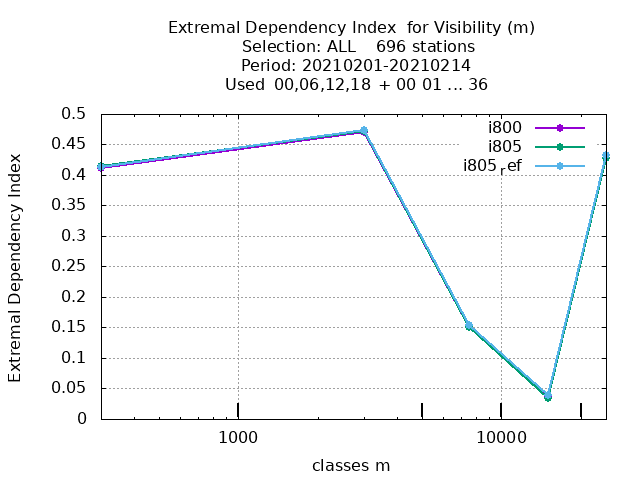 Extremal Dependency Index for Visibility (m)
Selection: ALL 696 stations
Period: 20210201-20210214
Used 00,06,12,18 + 00 01 ... 36
Extremal Dependency Index
0.5
0.45
0.4
0.35
0.3
0.25
0.2
0.15
0.1
0.05
0
i800
i805
i805ref
1000
10000
classes m